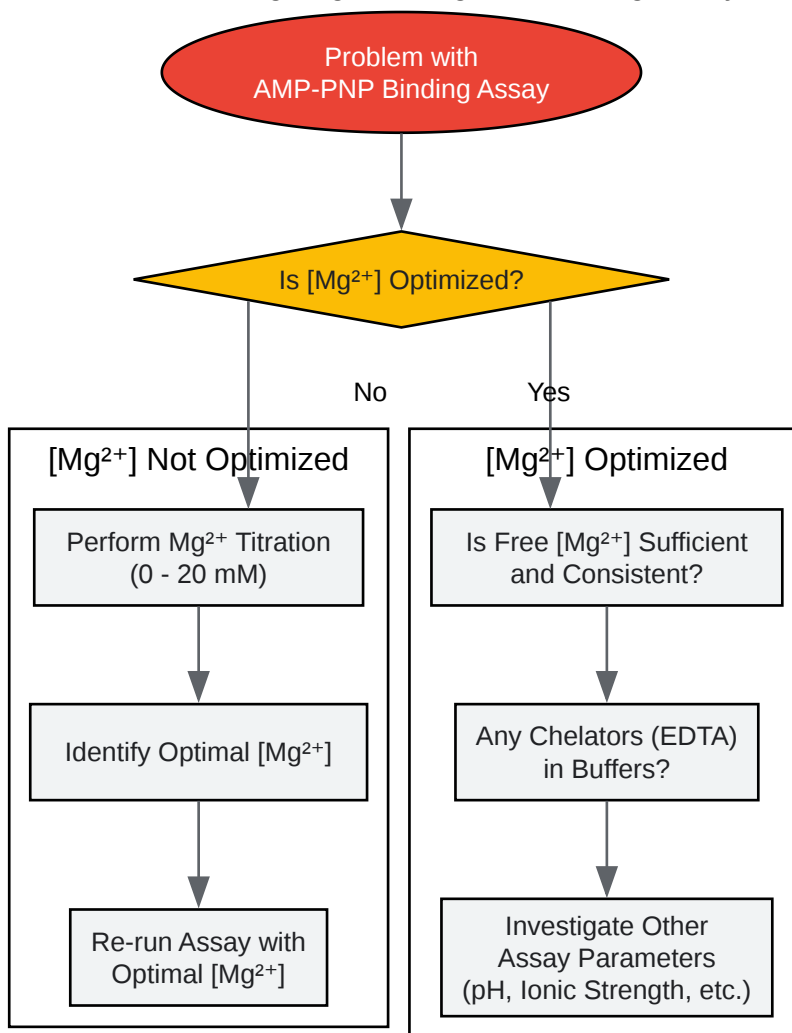 Problem with
AMP-PNP Binding Assay
Is [Mg²⁺] Optimized?
No
Yes
[Mg²⁺] Not Optimized
Perform Mg²⁺ Titration
(0 - 20 mM)
Identify Optimal [Mg²⁺]
Re-run Assay with
Optimal [Mg²⁺]
[Mg²⁺] Optimized
Is Free [Mg²⁺] Sufficient
and Consistent?
Any Chelators (EDTA)
in Buffers?
Investigate Other
Assay Parameters
(pH, Ionic Strength, etc.)